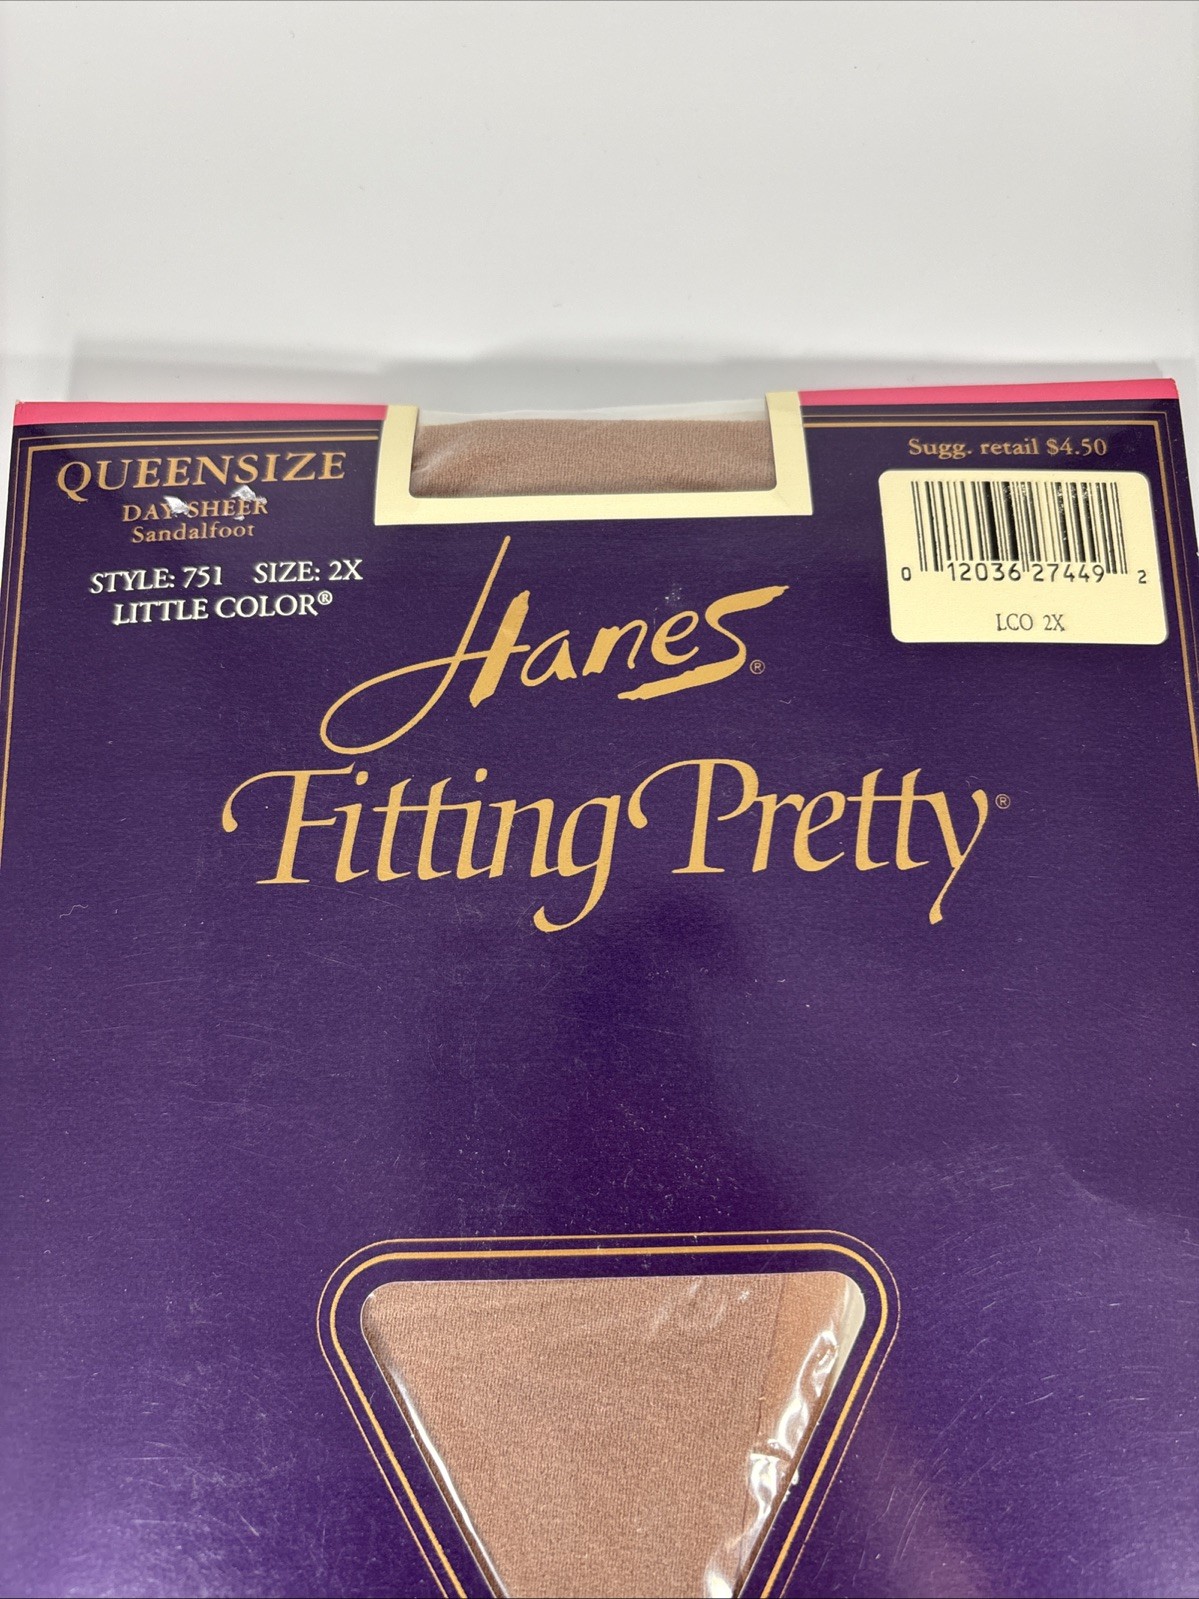 QUEENSIZE
DAY SHEER
Sandalfoot
STYLE: 751 SIZE: 2X
LITTLE COLOR®
Sugg. retail $4.50
0 12036 27449 2
LCO 2X
Hanes®
Fitting Pretty®